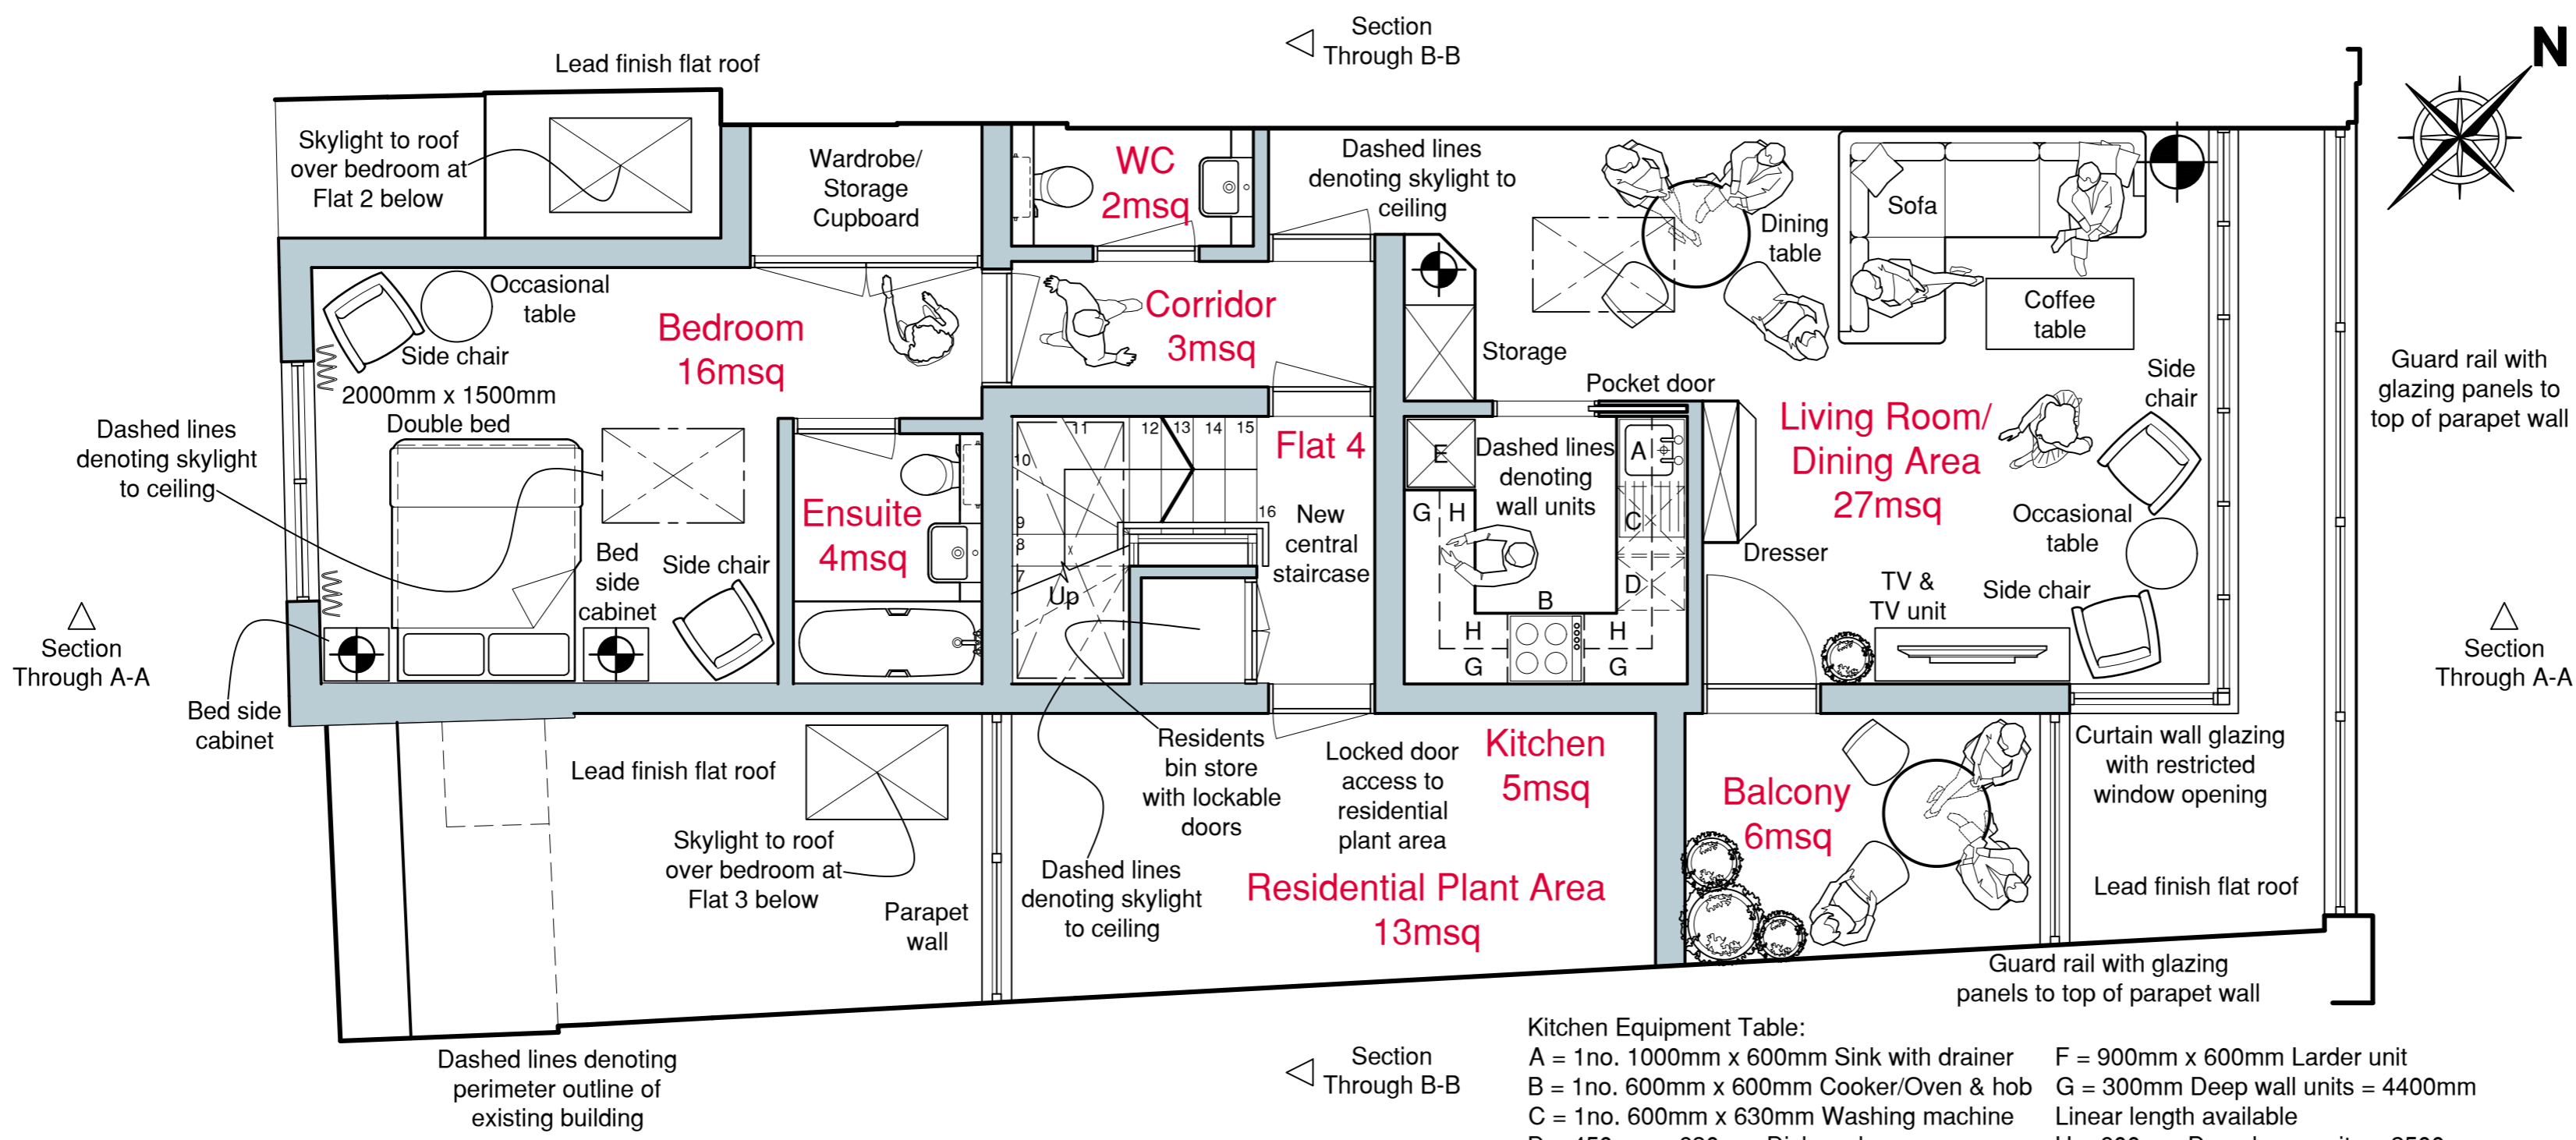 Section
Through B-B
N
Lead finish flat roof
Skylight to roof
over bedroom at
Flat 2 below
Wardrobe/
Storage
Cupboard
WC
2msq
Dashed lines
denoting skylight to
ceiling
Dining
table
Sofa
Coffee
table
Occasional
table
Side chair
Bedroom
16msq
Corridor
3msq
Storage
Pocket door
Side
chair
Guard rail with
glazing panels to
top of parapet wall
2000mm x 1500mm
Double bed
Dashed lines
denoting skylight
to ceiling
Living Room/
Dining Area
27msq
Flat 4
11
12
13
14
15
10
9
8
7
16
Up
New
central
staircase
E
Dashed lines
denoting
wall units
A
C
D
G
H
B
H
G
H
G
Ensuite
4msq
Bed
side
cabinet
Side chair
Dresser
Occasional
table
TV &
TV unit
Side chair
Section
Through A-A
Section
Through A-A
Bed side
cabinet
Lead finish flat roof
Skylight to roof
over bedroom at
Flat 3 below
Parapet
wall
Residents
bin store
with lockable
doors
Dashed lines
denoting skylight
to ceiling
Locked door
access to
residential
plant area
Kitchen
5msq
Residential Plant Area
13msq
Balcony
6msq
Curtain wall glazing
with restricted
window opening
Lead finish flat roof
Guard rail with glazing
panels to top of parapet wall
Dashed lines denoting
perimeter outline of
existing building
Section
Through B-B
Kitchen Equipment Table:
A = 1no. 1000mm x 600mm Sink with drainer
B = 1no. 600mm x 600mm Cooker/Oven & hob
C = 1no. 600mm x 630mm Washing machine
F = 900mm x 600mm Larder unit
G = 300mm Deep wall units = 4400mm
Linear length available